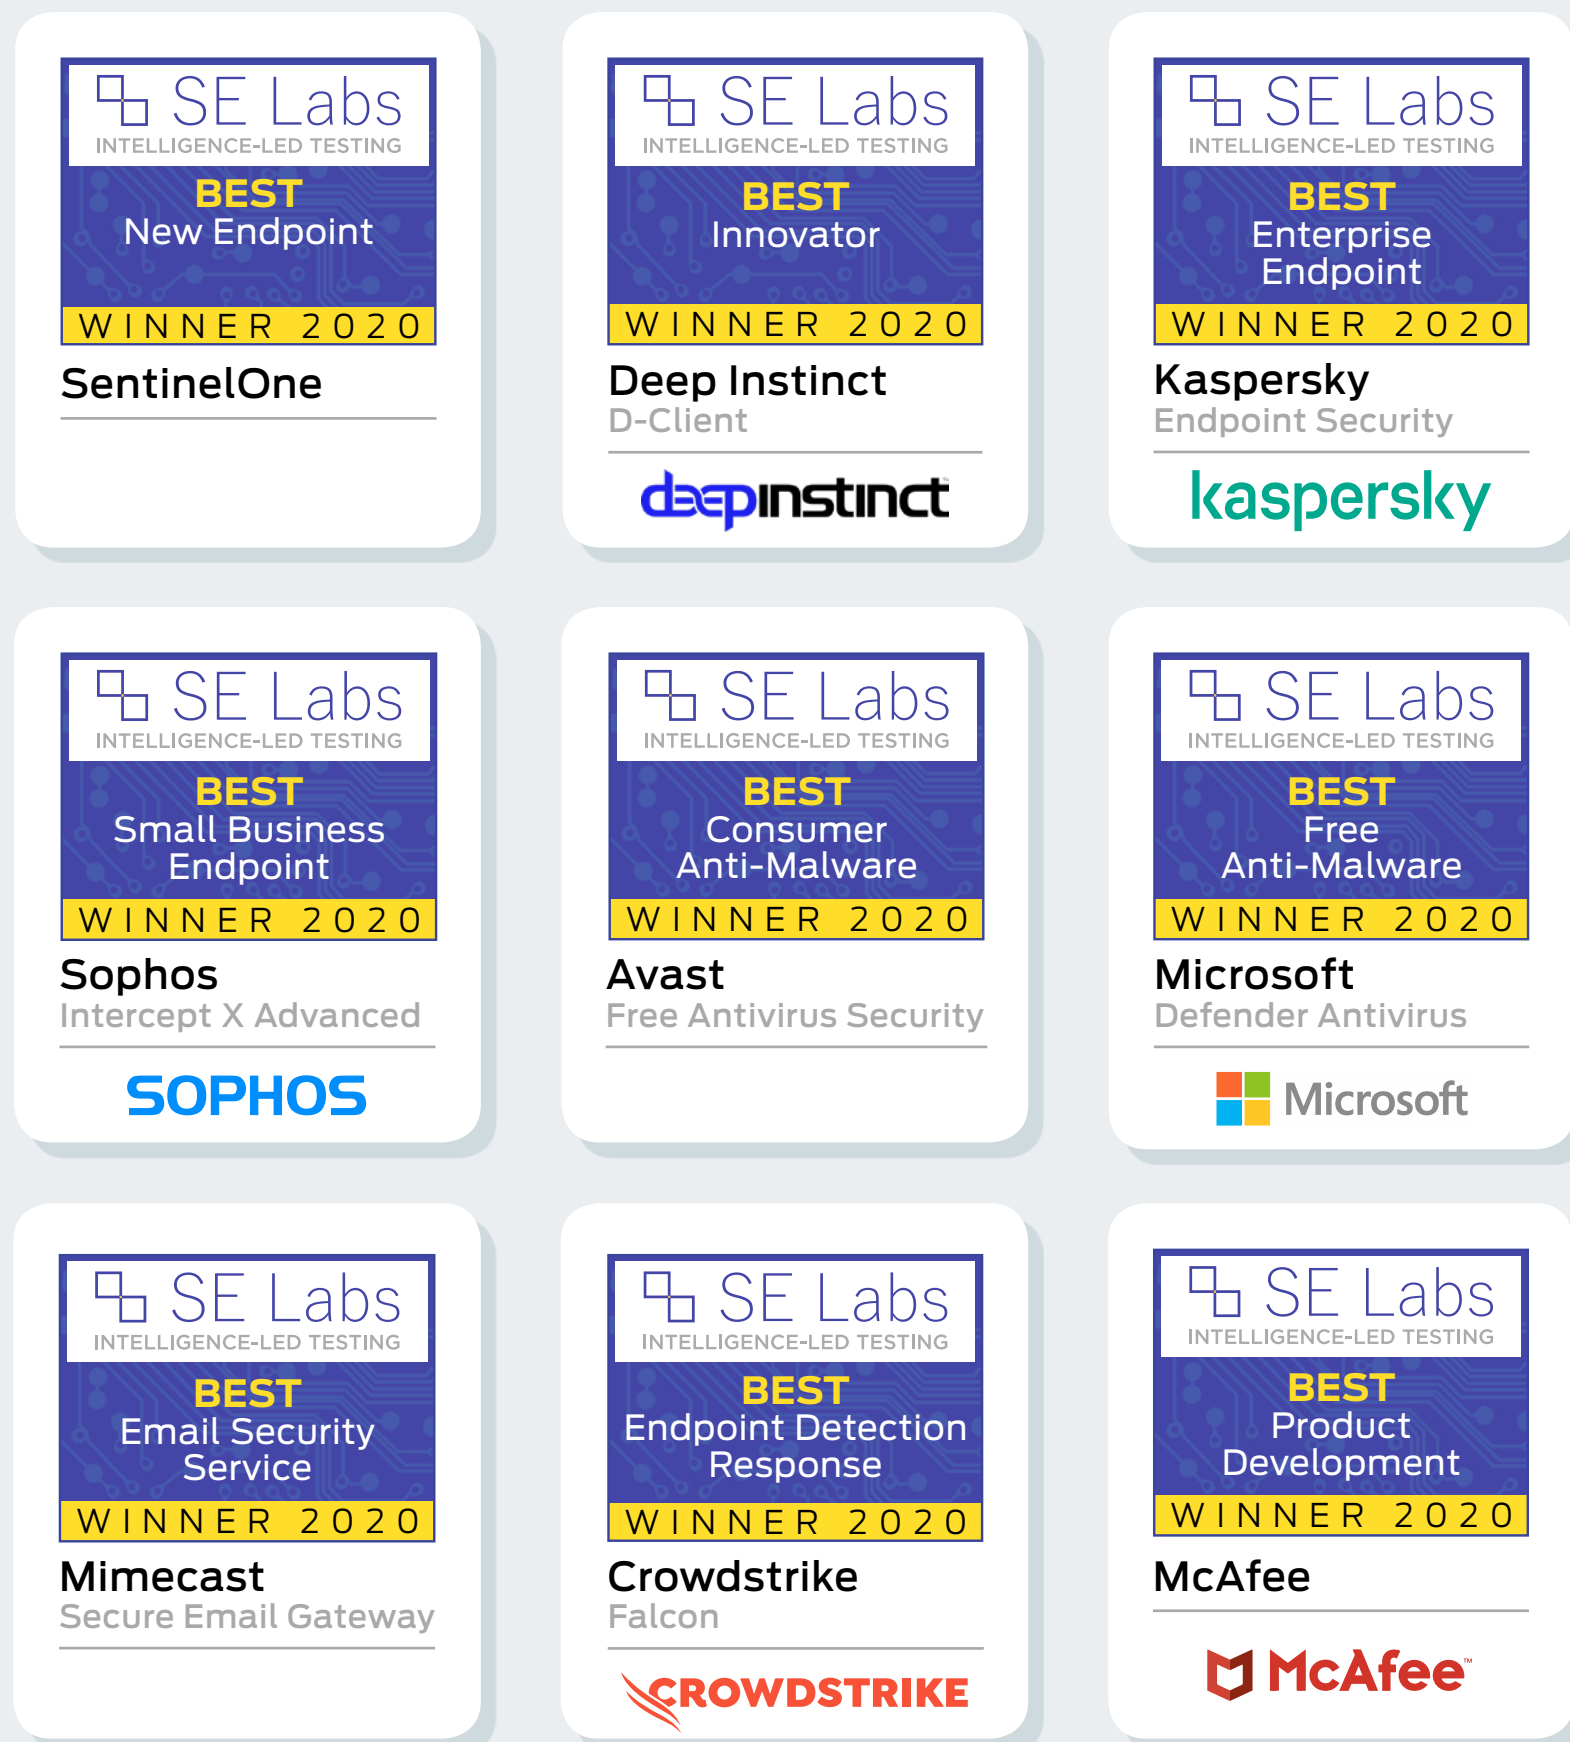 SE Labs
INTELLIGENCE-LED TESTING
BEST
New Endpoint
WINNER 2020
SentinelOne
SE Labs
INTELLIGENCE-LED TESTING
BEST
Innovator
WINNER 2020
Deep Instinct
D-Client
deepinstinct
SE Labs
INTELLIGENCE-LED TESTING
BEST
Enterprise
Endpoint
WINNER 2020
Kaspersky
Endpoint Security
kaspersky
SE Labs
INTELLIGENCE-LED TESTING
BEST
Small Business
Endpoint
WINNER 2020
Sophos
Intercept X Advanced
SOPHOS
SE Labs
INTELLIGENCE-LED TESTING
BEST
Consumer
Anti-Malware
WINNER 2020
Avast
Free Antivirus Security
SE Labs
INTELLIGENCE-LED TESTING
BEST
Free
Anti-Malware
WINNER 2020
Microsoft
Defender Antivirus
Microsoft
SE Labs
INTELLIGENCE-LED TESTING
BEST
Email Security
Service
WINNER 2020
Mimecast
Secure Email Gateway
SE Labs
INTELLIGENCE-LED TESTING
BEST
Endpoint Detection
Response
WINNER 2020
Crowdstrike
Falcon
CROWDSTRIKE
SE Labs
INTELLIGENCE-LED TESTING
BEST
Product
Development
WINNER 2020
McAfee
McAfee™